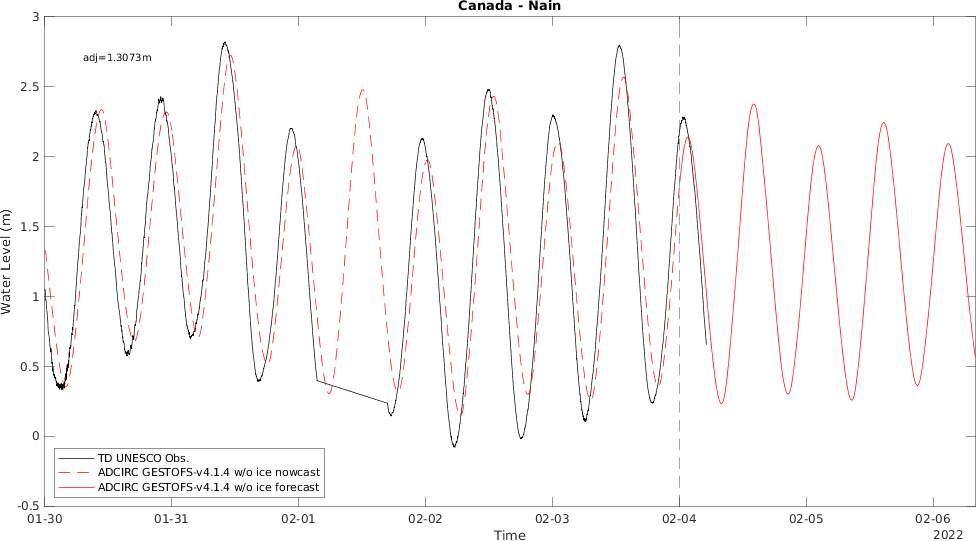 Canada - Nain
adj=1.3073m
Water Level (m)
3
2.5
2
1.5
1
0.5
0
-0.5
TD UNESCO Obs.
ADCIRC GESTOFS-v4.1.4 w/o ice nowcast
ADCIRC GESTOFS-v4.1.4 w/o ice forecast
01-30 01-31 02-01 02-02 02-03 02-04 02-05 02-06
Time
2022